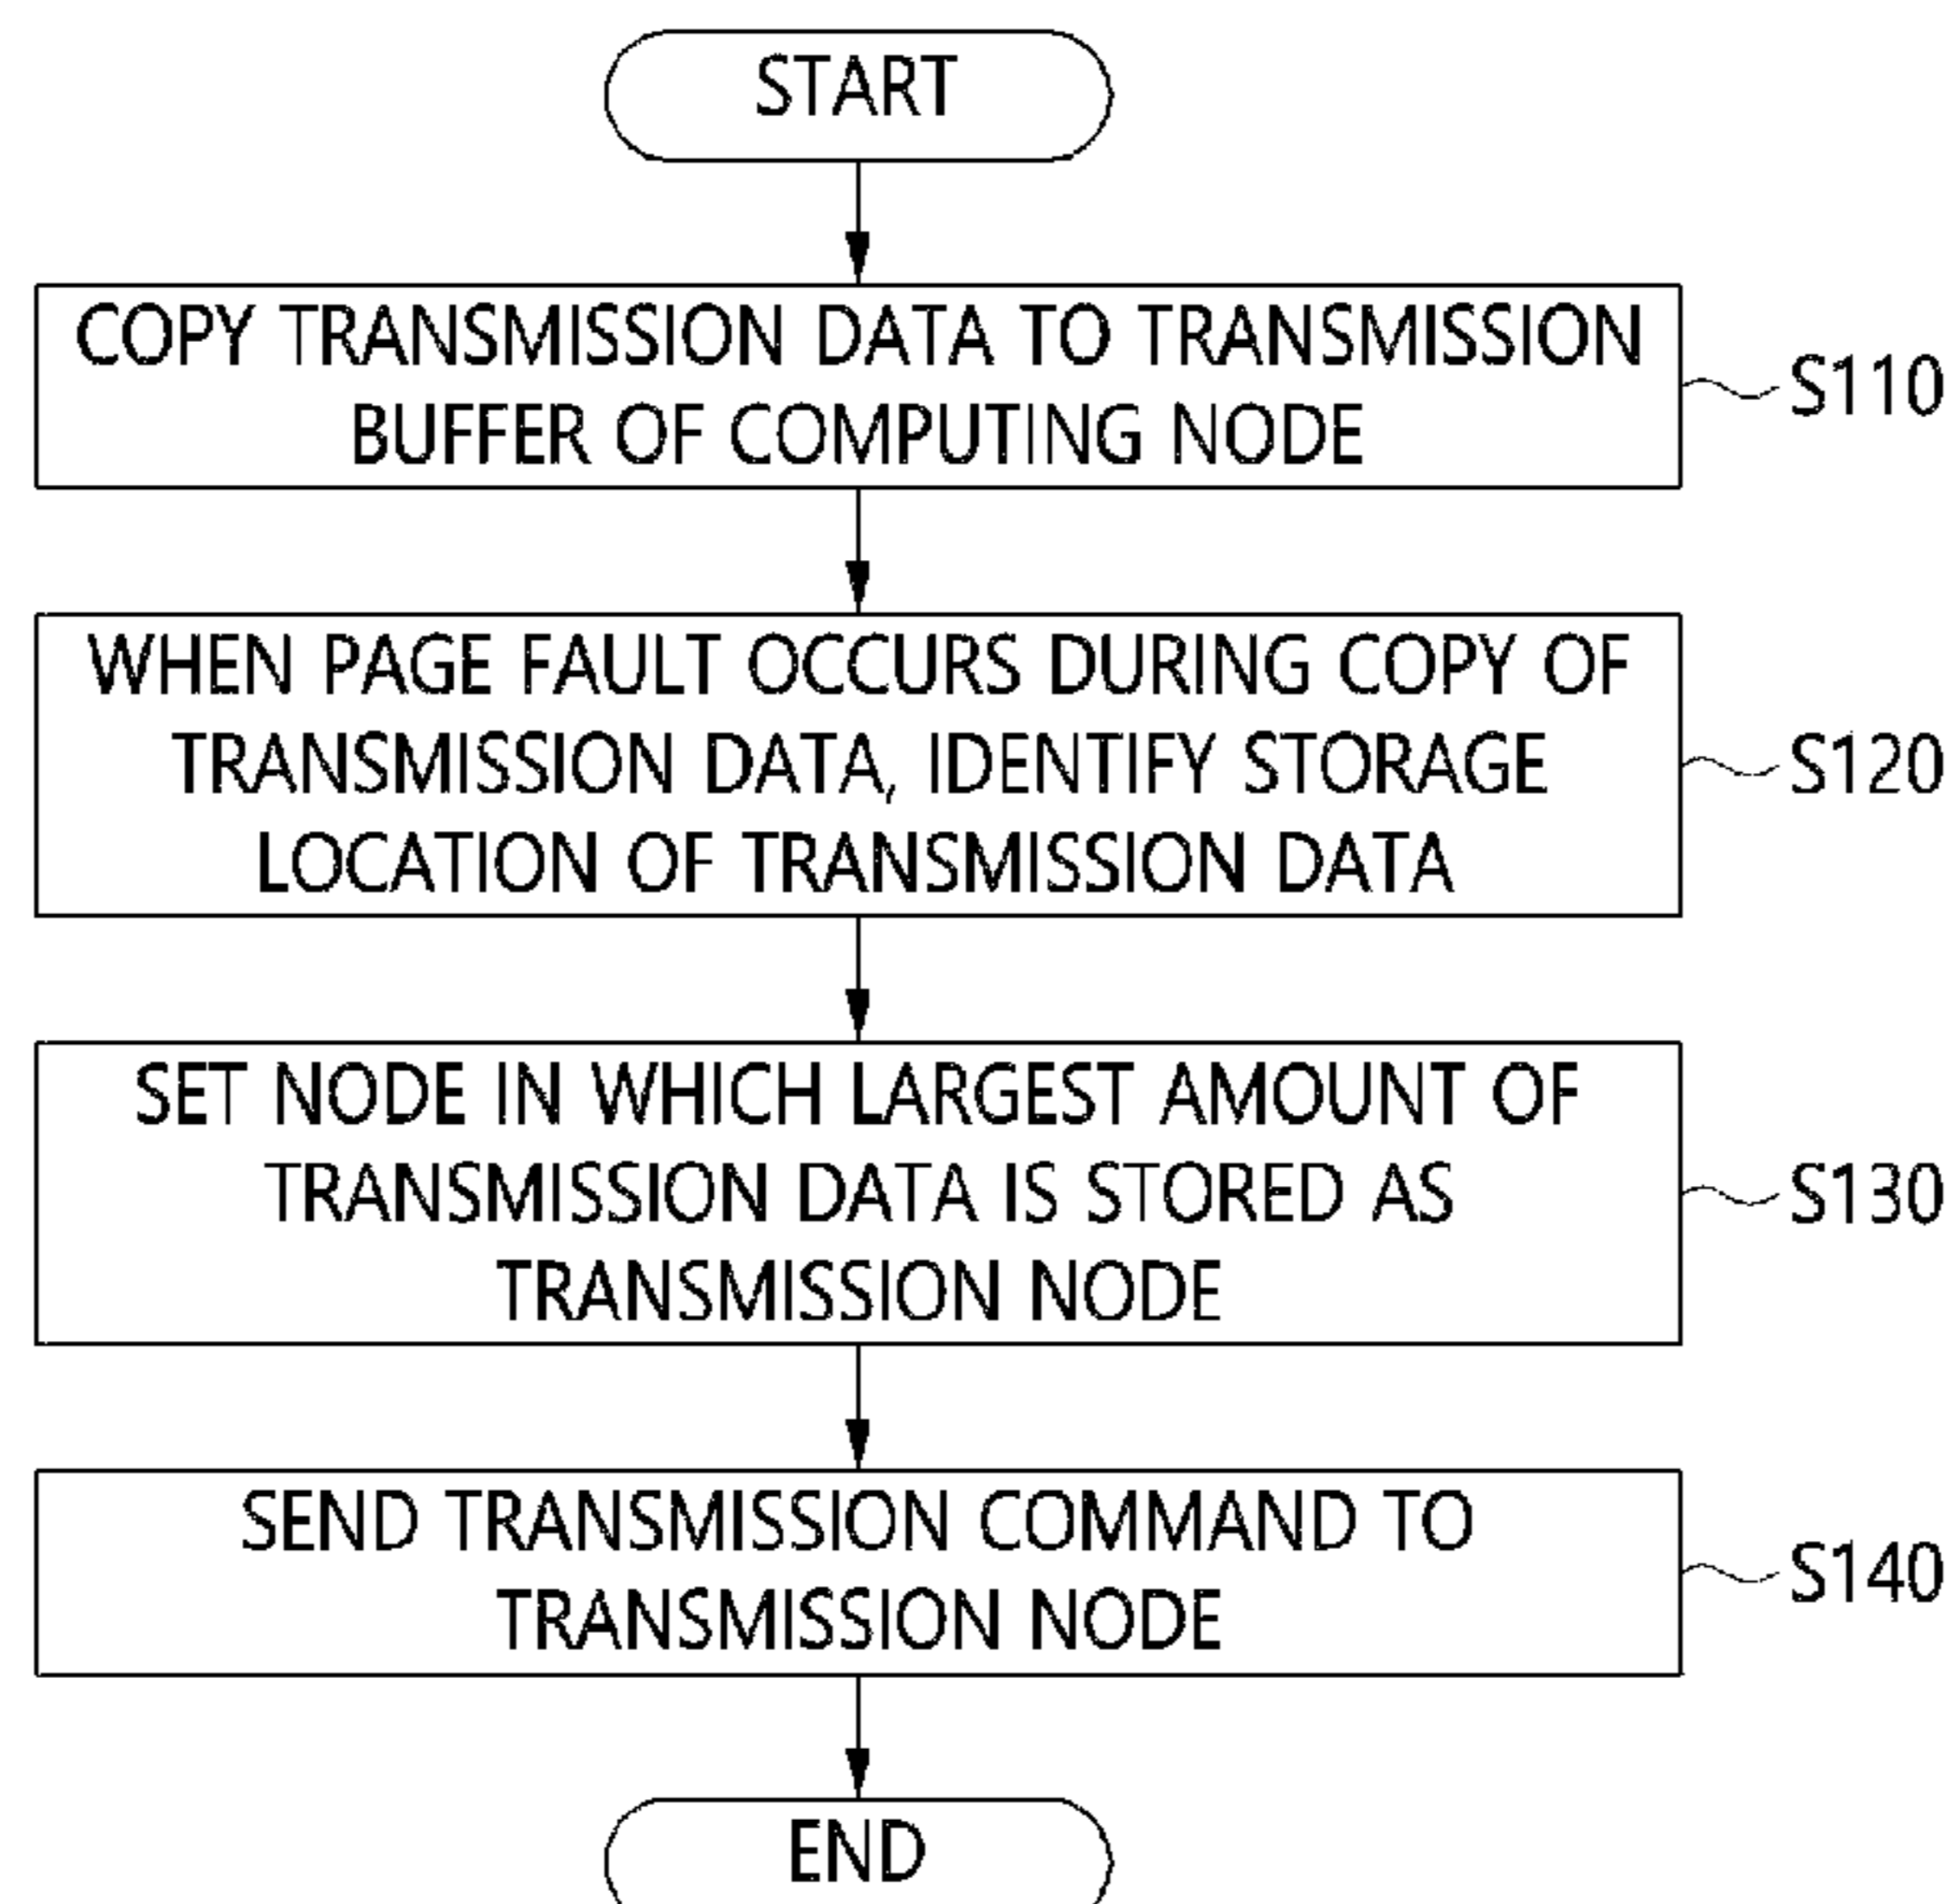 START
COPY TRANSMISSION DATA TO TRANSMISSION
BUFFER OF COMPUTING NODE
S110
WHEN PAGE FAULT OCCURS DURING COPY OF
TRANSMISSION DATA, IDENTIFY STORAGE
LOCATION OF TRANSMISSION DATA
S120
SET NODE IN WHICH LARGEST AMOUNT OF
TRANSMISSION DATA IS STORED AS
TRANSMISSION NODE
S130
SEND TRANSMISSION COMMAND TO
TRANSMISSION NODE
S140
END